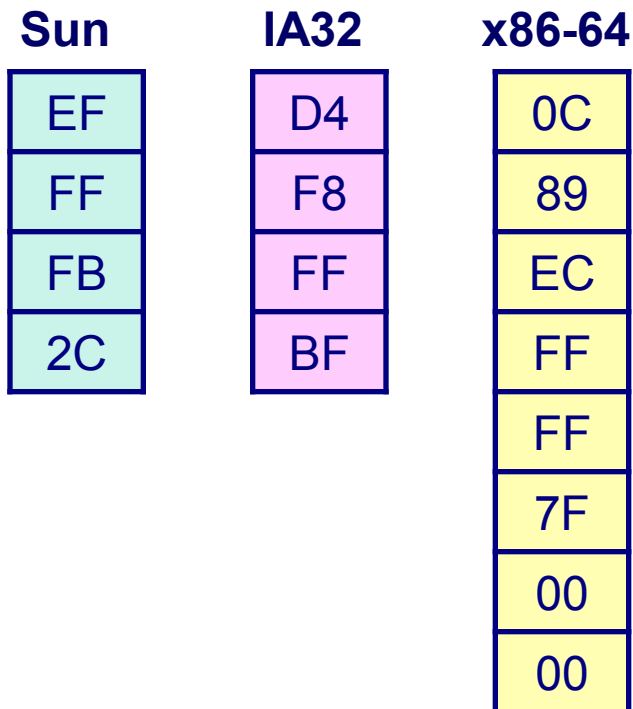 Sun IA32 x86-64
EF D4 0C
FF F8 89
FB FF EC
2C BF FF
FF
7F
00
00